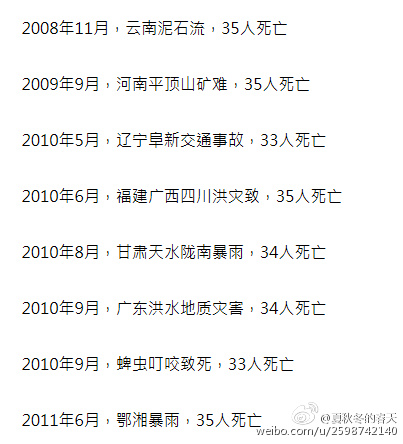 2008年11月，云南泥石流，35人死亡
2009年9月，河南平顶山矿难，35人死亡
2010年5月，辽宁阜新交通事故，33人死亡
2010年6月，福建广西四川洪灾致，35人死亡
2010年8月，甘肃天水陇南暴雨，34人死亡
2010年9月，广东洪水地质灾害，34人死亡
2010年9月，蜱虫叮咬致死，33人死亡
2011年6月，鄂湘暴雨，35人死亡
@夏秋冬的春天
weibo.com/u/2598742140